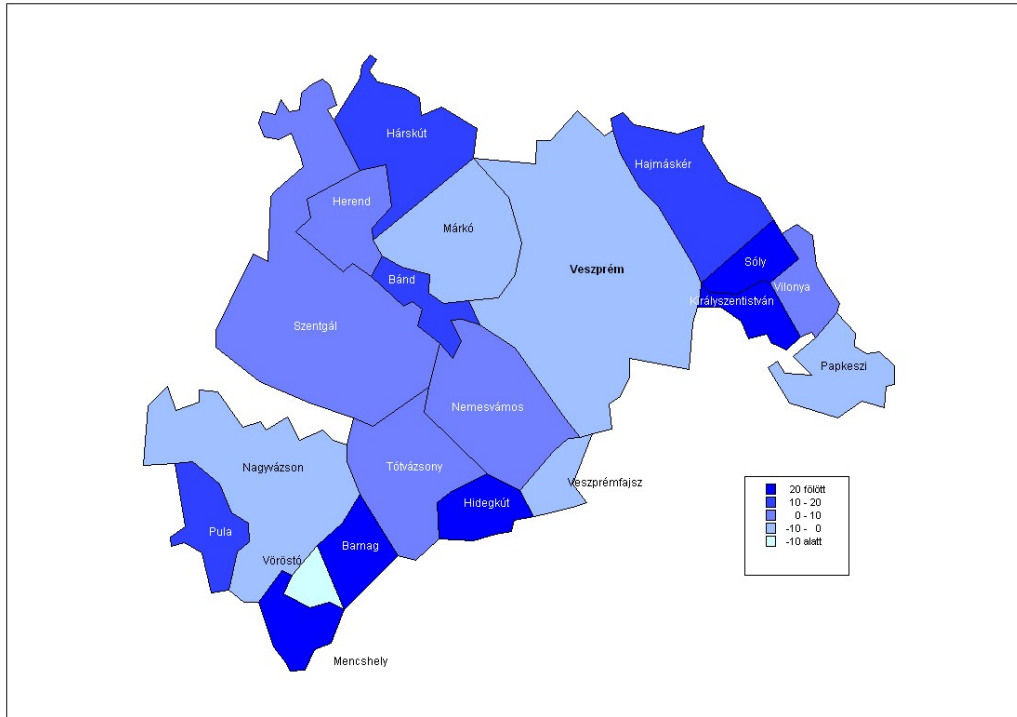 Hárskút
Hajmáskér
Herend
Márkó
Sóly
Veszprém
Bánd
Vilonya
Királyszentistván
Szentgál
Papkeszi
Nemesvámos
Nagyvázson
Tótvázsony
Veszprémfajsz
Hidegkút
Pula
Barnag
Vöröstó
Mencshely
20 fölött
10 - 20
0 - 10
-10 - 0
-10 alatt